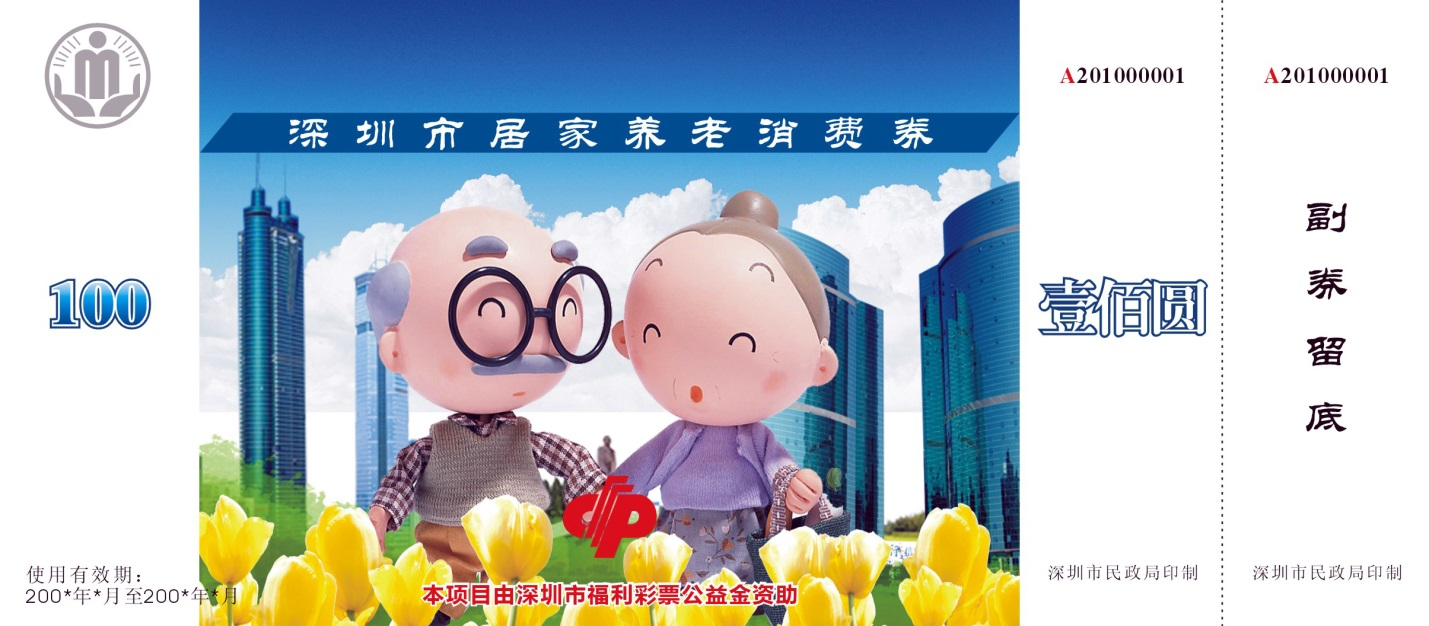 深圳市居家养老消费券
100
使用有效期：
200*年*月至200*年*月
本项目由深圳市福利彩票公益金资助
A201000001
壹佰圆
深圳市民政局印制
A201000001
副券留底
深圳市民政局印制